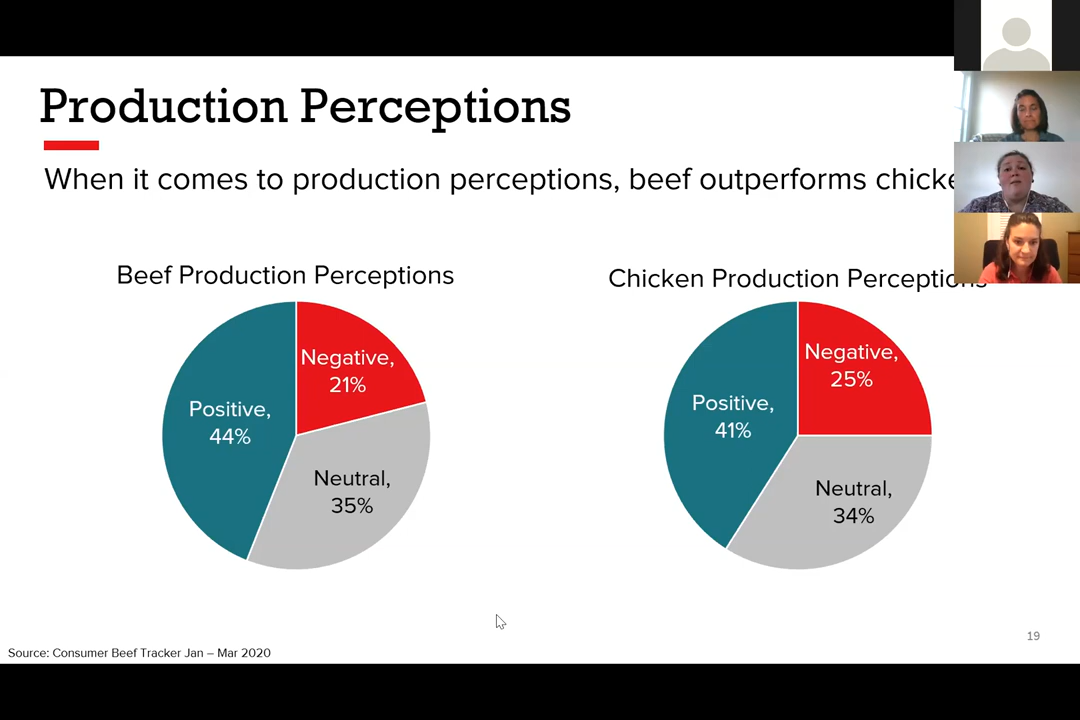 Production Perceptions
When it comes to production perceptions, beef outperforms
Beef Production Perceptions
Chicken Production Perceptions
Negative,
21%
Positive,
44%
Neutral,
35%
Negative,
25%
Positive,
41%
Neutral,
34%
19
Source: Consumer Beef Tracker Jan – Mar 2020